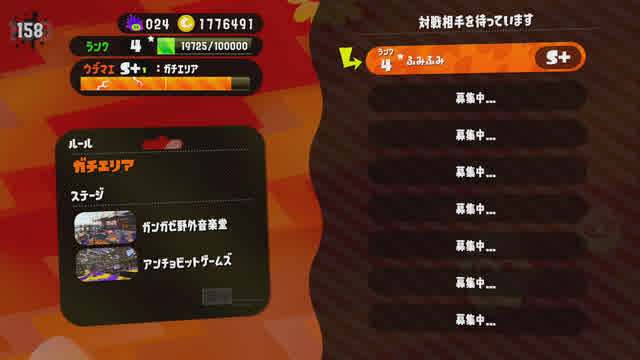 158
024
1776491
ランク 4 19725/100000
ウデマエ S+1 : ガチエリア
ルール
ガチエリア
ステージ
ガンガゼ野外音楽堂
アンチョビットゲームズ
対戦相手を待っています
ランク 4 ふみふみ S+
募集中...
募集中...
募集中...
募集中...
募集中...
募集中...
募集中...